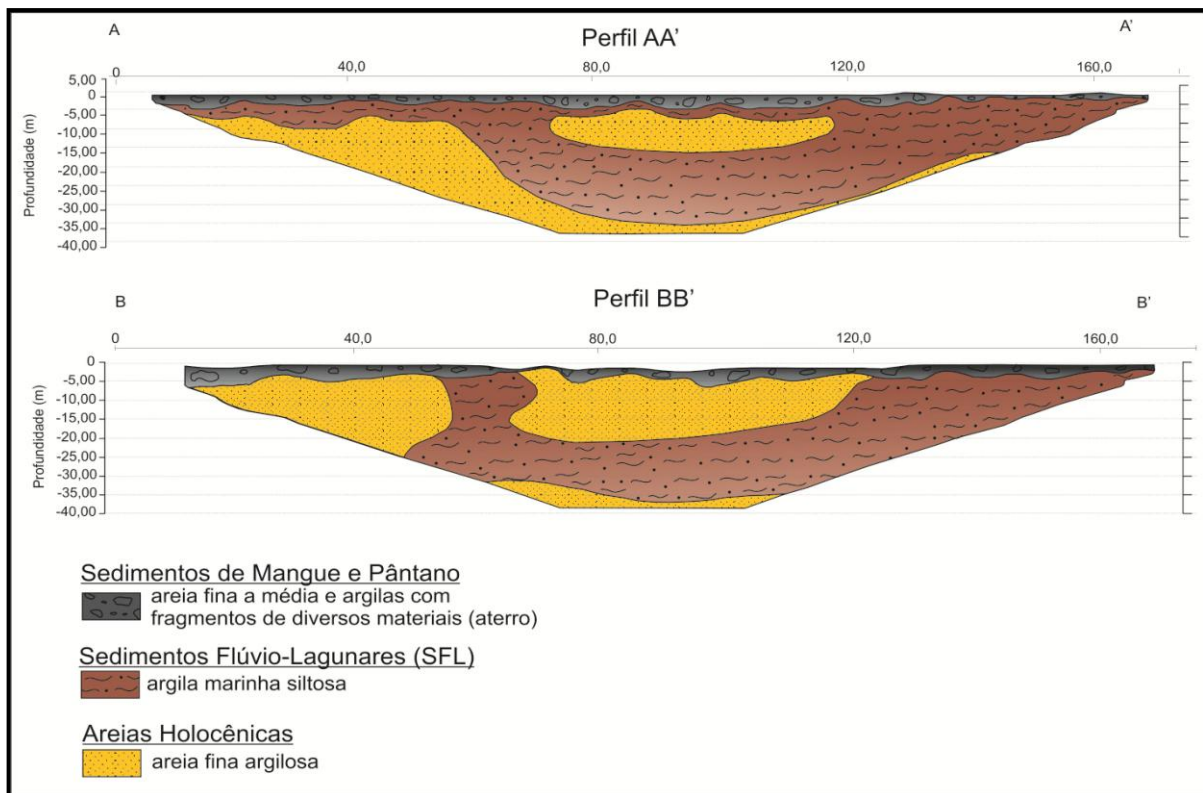 A
Perfil AA’
A’
0
40,0
80,0
120,0
160,0
5,00
0
-5,00
-10,00
-15,00
-20,00
-25,00
-30,00
-35,00
-40,00
Profundidade (m)
B
Perfil BB’
B’
0
40,0
80,0
120,0
160,0
0
-5,00
-10,00
-15,00
-20,00
-25,00
-30,00
-35,00
-40,00
Profundidade (m)
Sedimentos de Mangue e Pântano
areia fina a média e argilas com
fragmentos de diversos materiais (aterro)
Sedimentos Flúvio-Lagunares (SFL)
argila marinha siltosa
Areias Holocênicas
areia fina argilosa